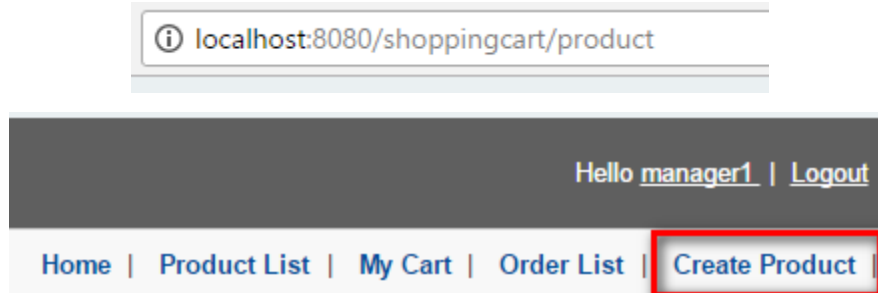 localhost:8080/shoppingcart/product
Hello manager1 | Logout
Home | Product List | My Cart | Order List | Create Product |